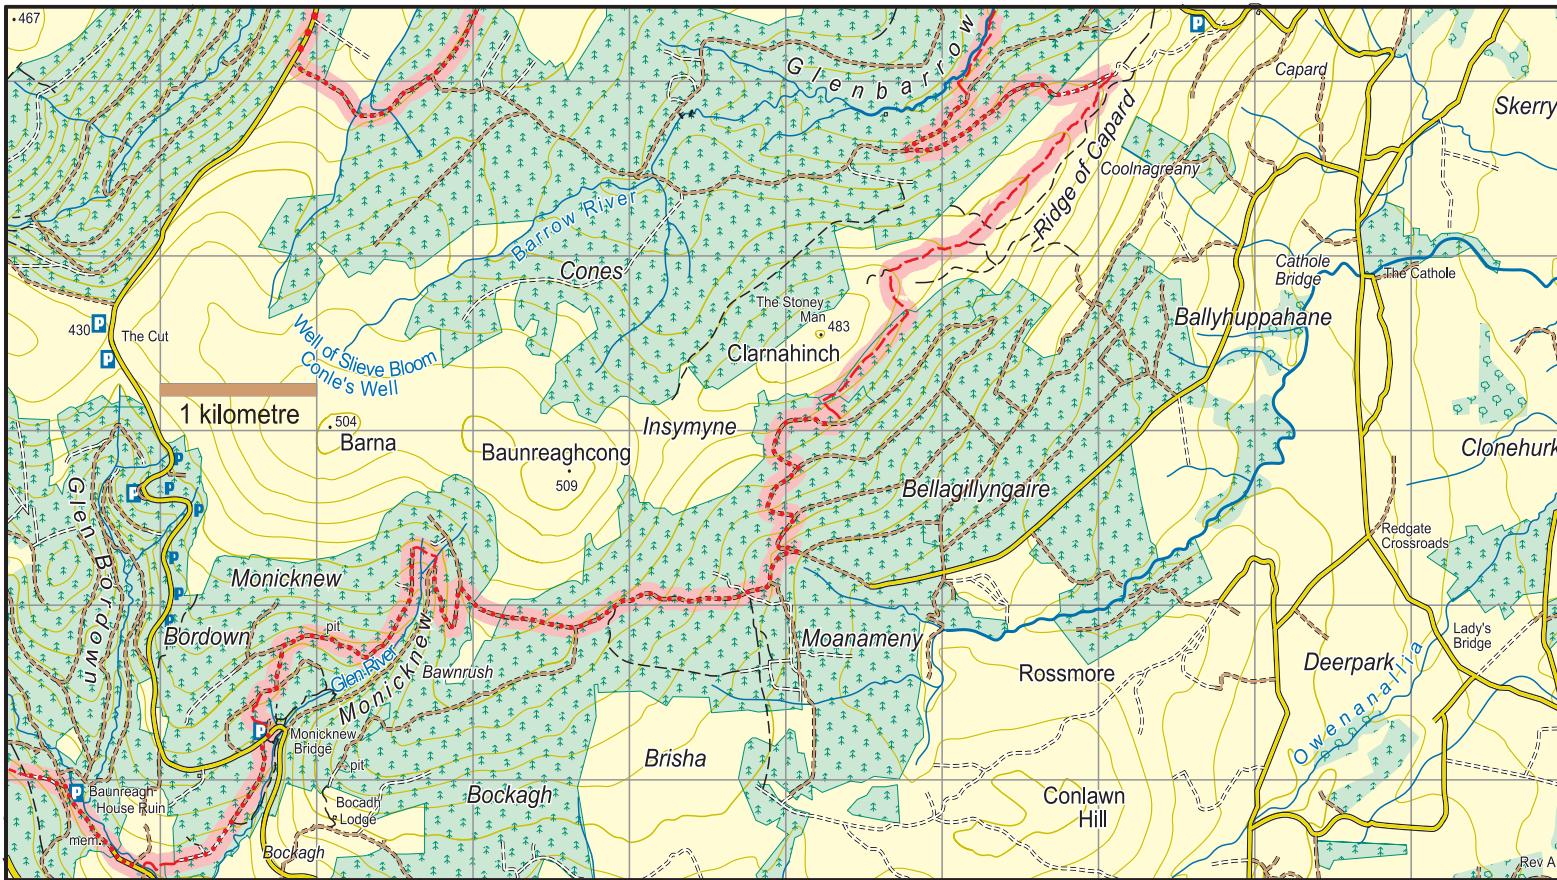 467
P
Capard
Skerry
Glenbarrow
Coolnagreany
Ridge of Capard
Barrow River
Cones
Cathole
Bridge
The Cathole
The Stoney
Man
483
Clarnahinch
Ballyhuppahane
430
P
The Cut
P
Well of Slieve Bloom
Conle's Well
1 kilometre
504
Barna
Insymyne
Baunreaghcong
509
Clonehurk
P
P
P
P
Bellagillyngaire
Glen Bordown
Redgate
Crossroads
P
P
P
Monicknew
Bordown
pit
Glen River
Monicknew
Bawnrush
Moanameny
Rossmore
Lady's
Bridge
Deerpark
Owenanallia
P
Monicknew
Bridge
pit
Brisha
P
Baunreagh
House Ruin
Bocadh
Lodge
Bockagh
Conlawn
Hill
mem.
Bockagh
Rev A